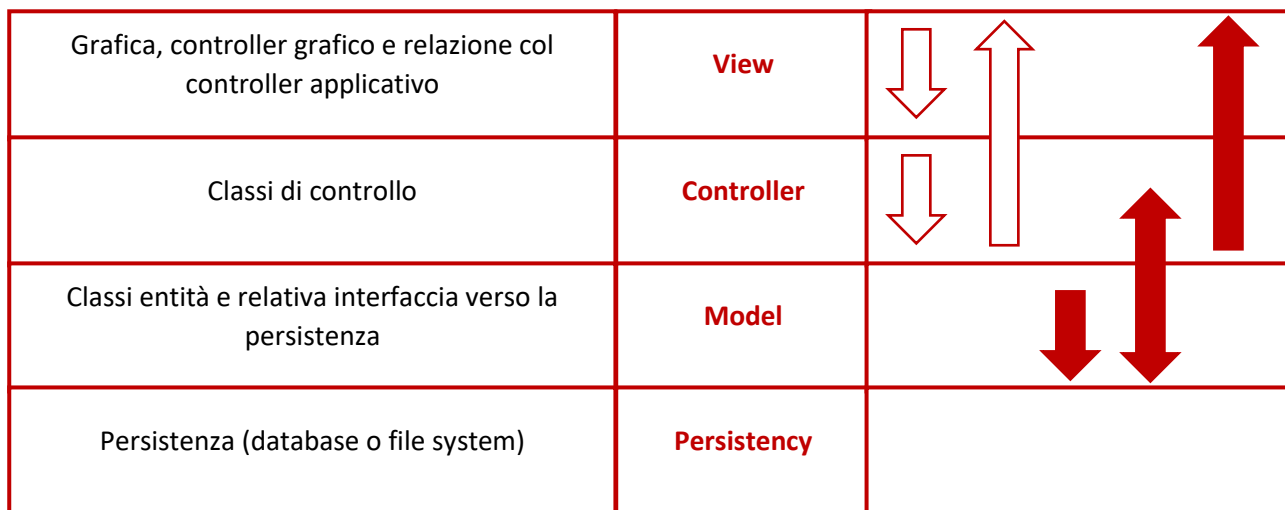 Grafica, controller grafico e relazione col
controller applicativo
View
Classi di controllo
Controller
Classi entità e relativa interfaccia verso la
persistenza
Model
Persistenza (database o file system)
Persistency